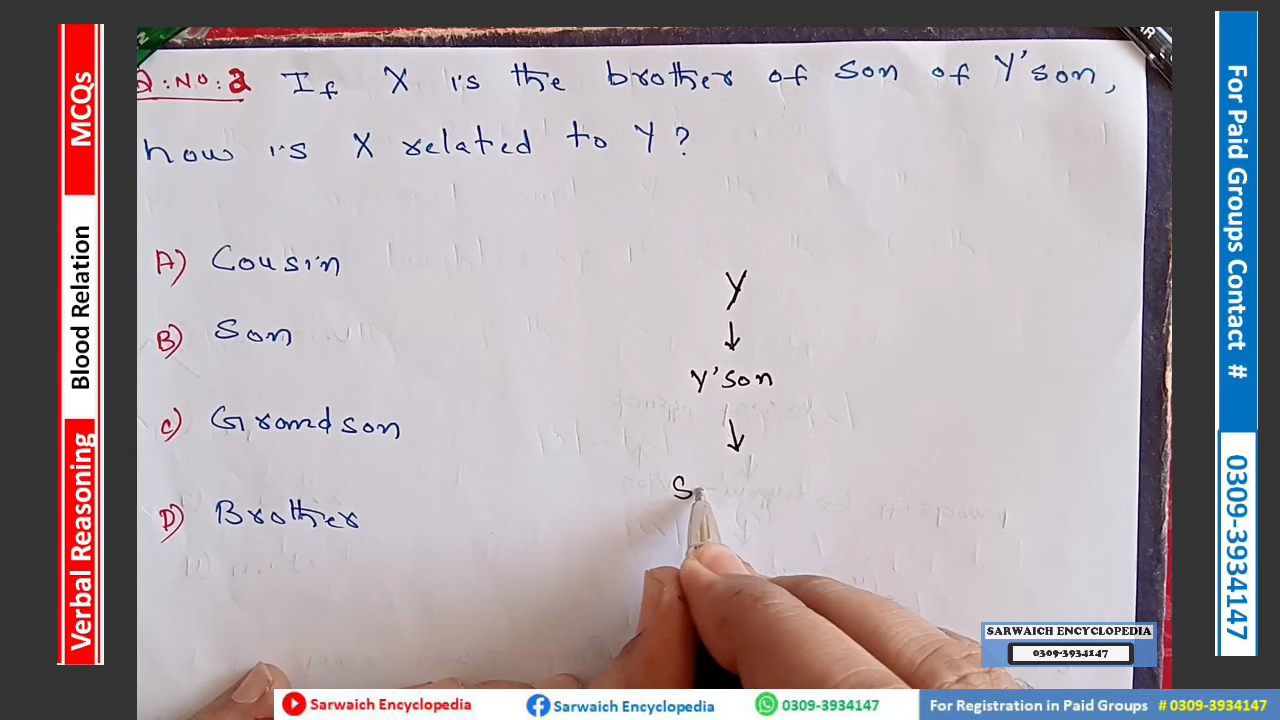 MCQs
Blood Relation
Verbal Reasoning
Q:No:2 If X is the brother of son of Y'son,
how is X related to Y?
A) Cousin
B) Son
C) Grandson
D) Brother
Y
Y'son
S
For Paid Groups Contact #
0309-3934147
SARWAICH ENCYCLOPEDIA
0309-3934147
Sarwaich Encyclopedia
Sarwaich Encyclopedia
0309-3934147
For Registration in Paid Groups # 0309-3934147